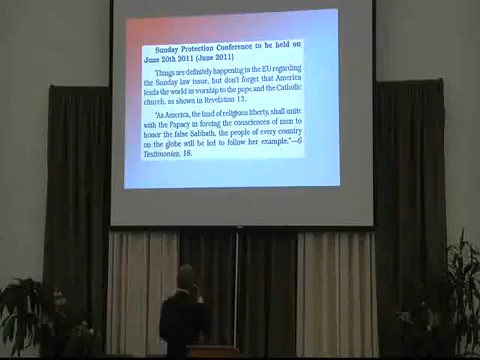 Sunday Protection Conference to be held on
June 20th 2011 (June 2011)
Things are definitely happening in the EU regarding
the Sunday law issue, but don't forget that America
leads the world in worship to the pope and the Catholic
church, as shown in Revelation 13.
"As America, the land of religious liberty, shall unite
with the Papacy in forcing the consciences of men to
honor the false Sabbath, the people of every country
on the globe will be led to follow her example."—6
Testimonies, 18.